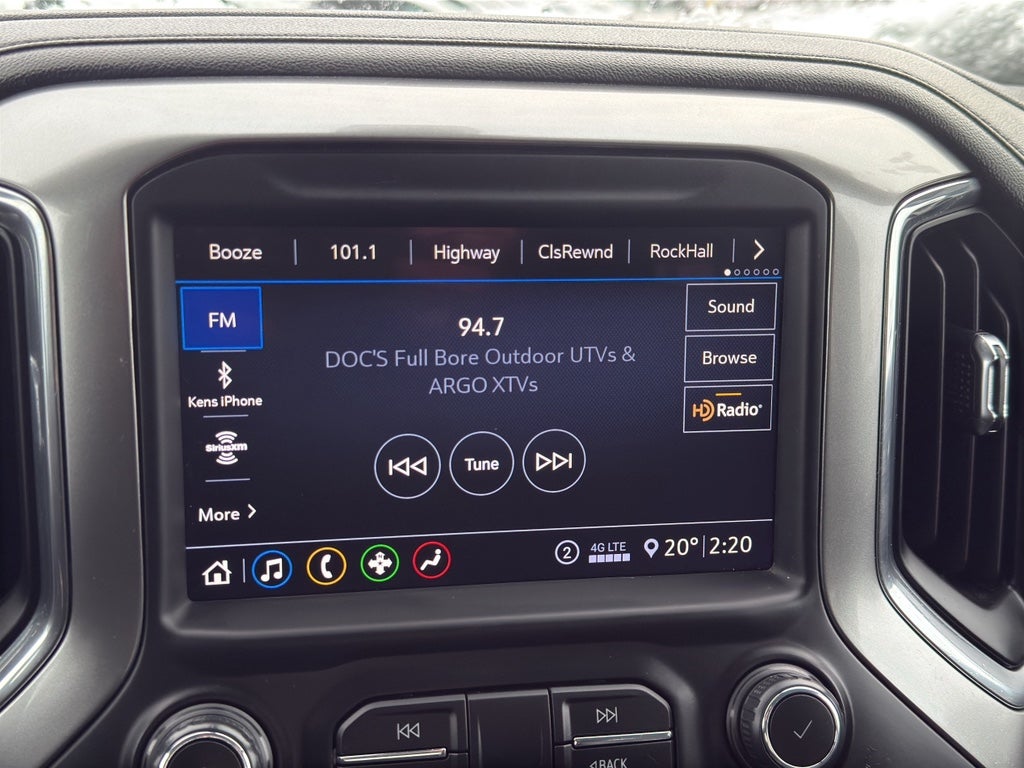 Booze 101.1 Highway ClsRewnd RockHall
FM
94.7
DOC'S Full Bore Outdoor UTVs &
ARGO XTVs
Sound
Browse
HD Radio
Kens iPhone
SiriusXM
Tune
More
2 4G LTE 20° 2:20
BACK